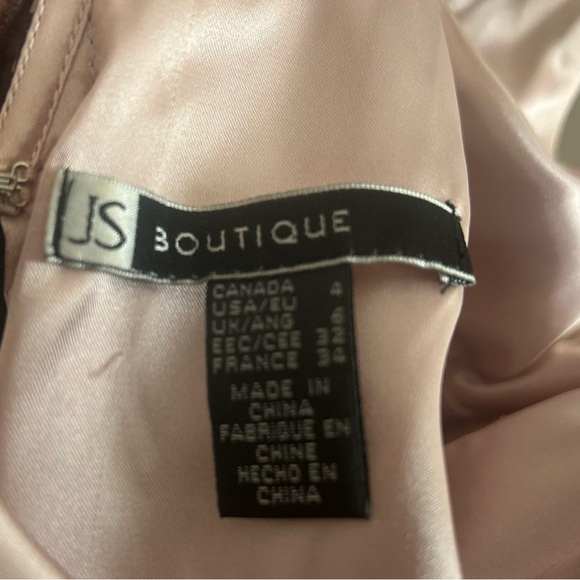 JS BOUTIQUE
CANADA 4
USA/EU
UK/ANG 6
EEC/CEE 32
FRANCE 34
MADE IN
CHINA
FABRIQUE EN
CHINE
HECHO EN
CHINA